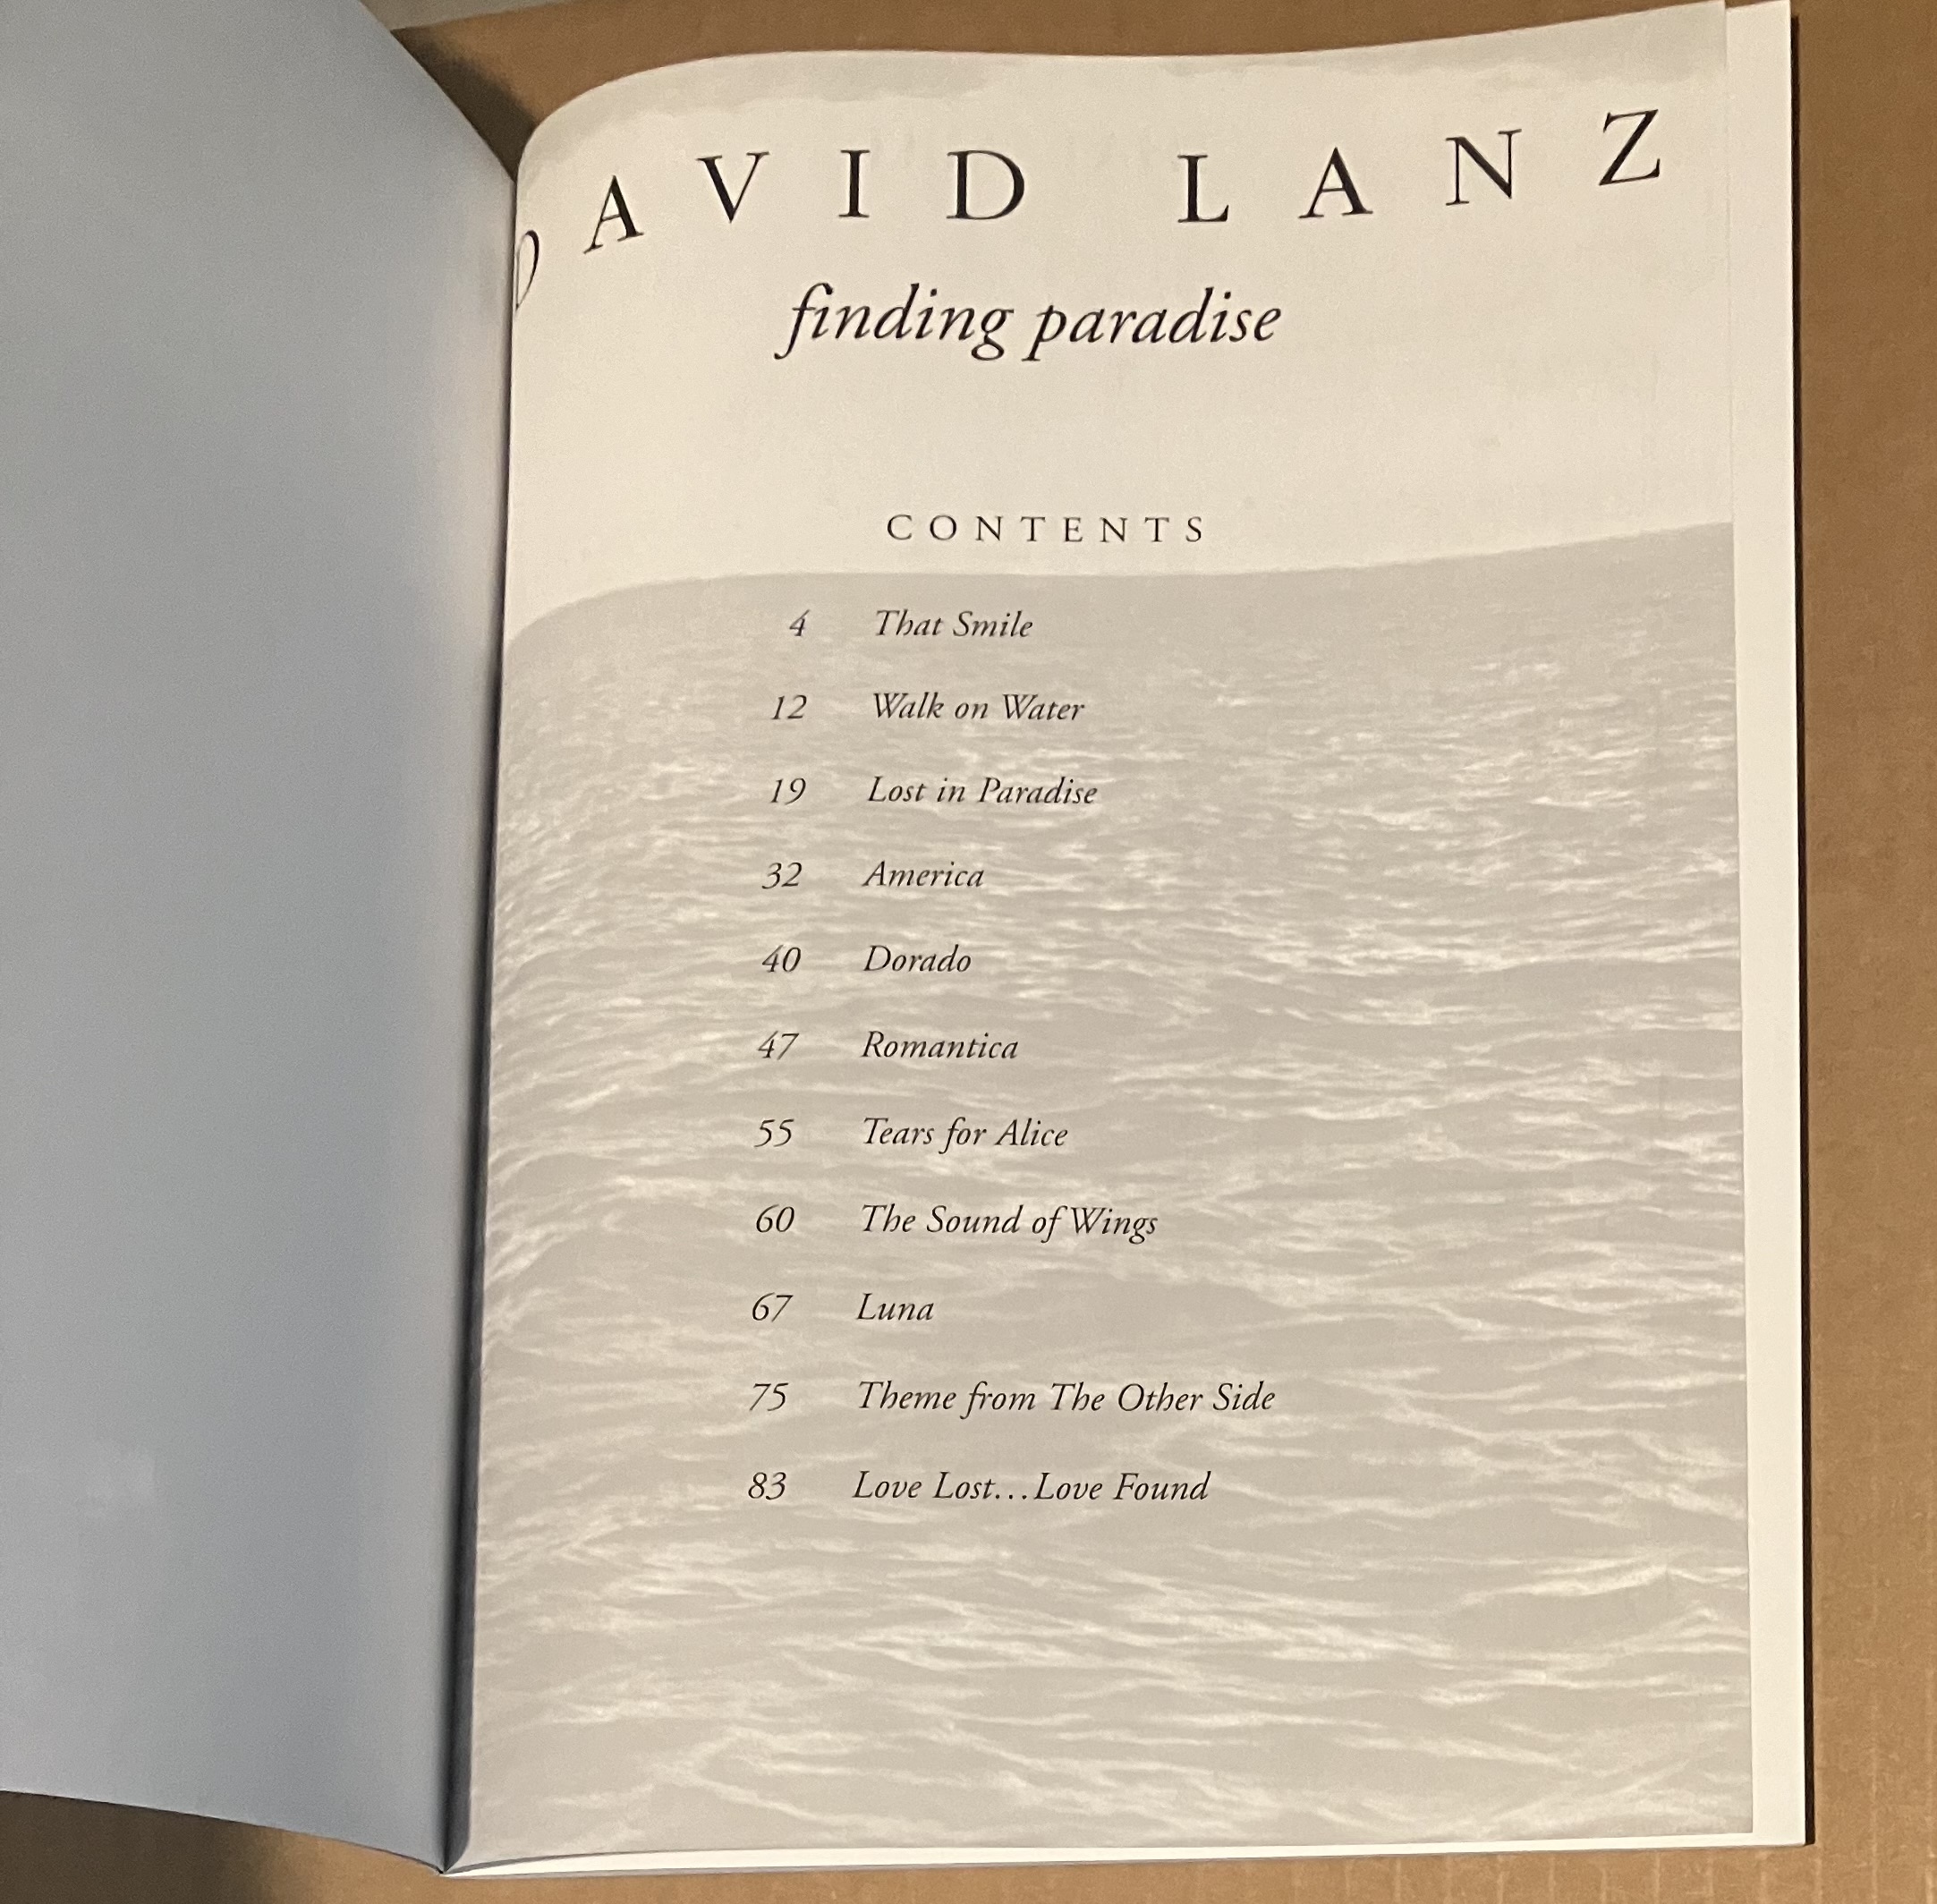 DAVID LANZ
finding paradise
CONTENTS
4 That Smile
12 Walk on Water
19 Lost in Paradise
32 America
40 Dorado
47 Romantica
55 Tears for Alice
60 The Sound of Wings
67 Luna
75 Theme from The Other Side
83 Love Lost...Love Found